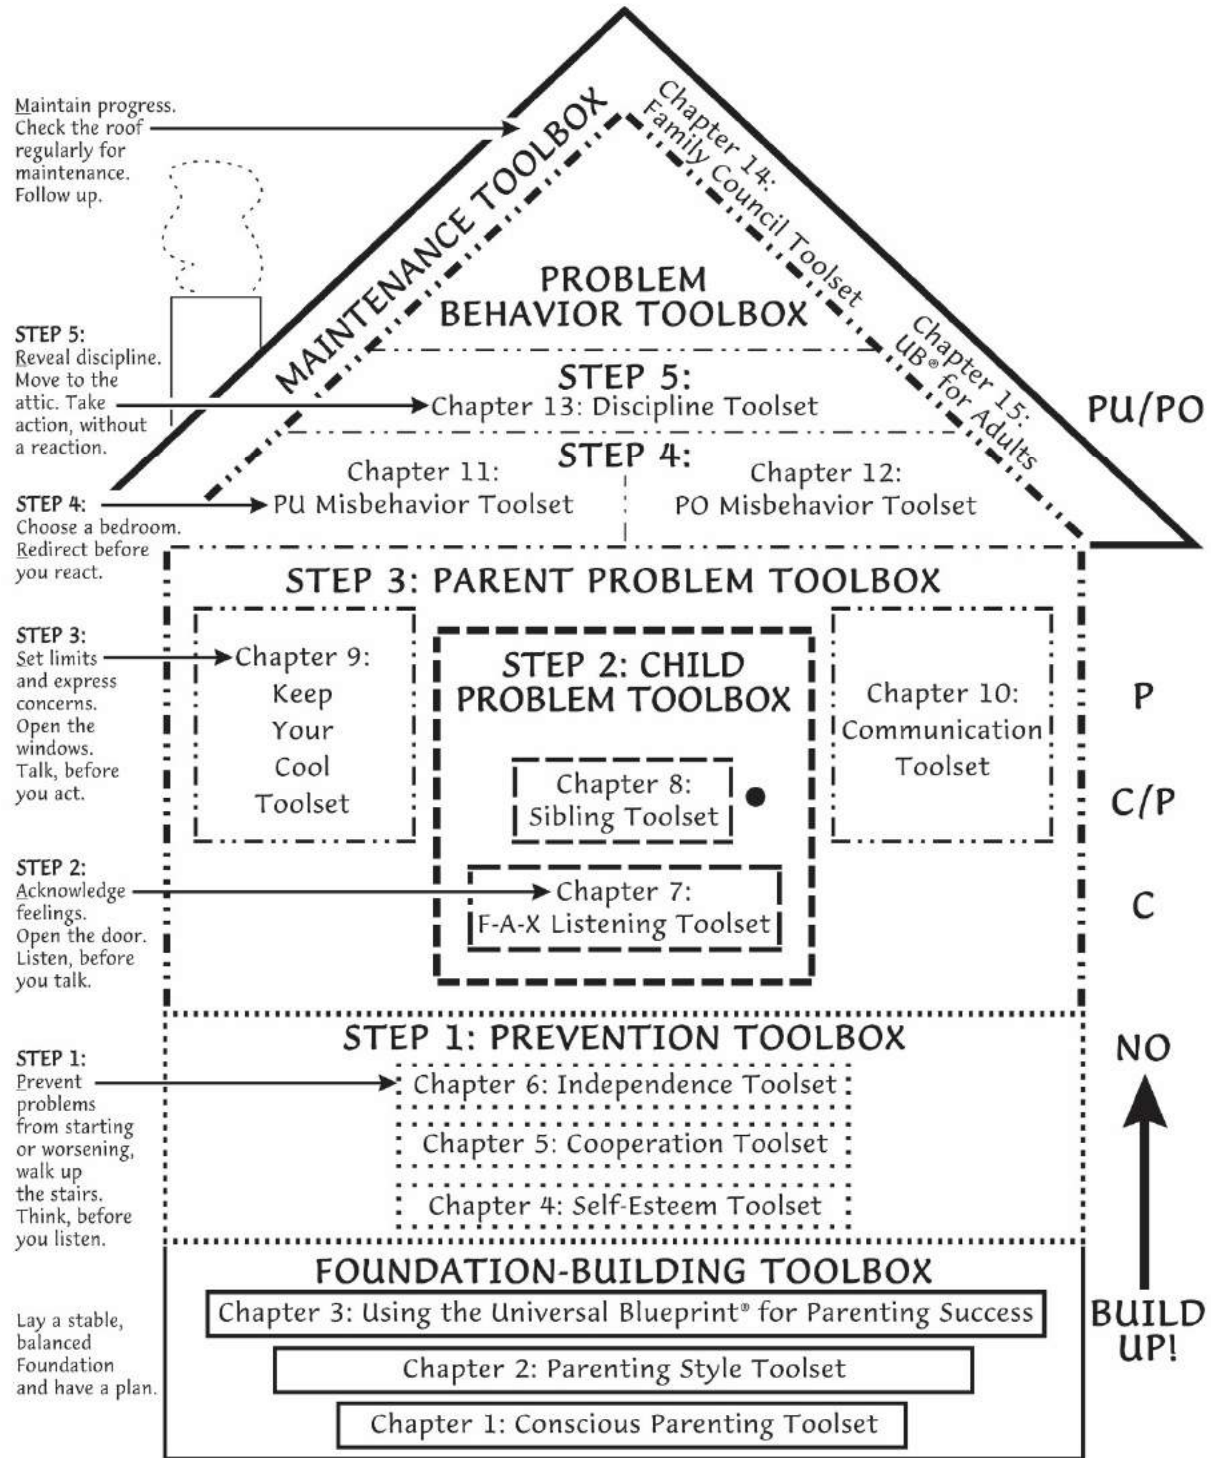 Maintain progress.
Check the roof
regularly for
maintenance.
Follow up.
MAINTENANCE TOOLBOX
Chapter 14:
Family Council Toolset
Chapter 15:
UB® for Adults
PROBLEM
BEHAVIOR TOOLBOX
STEP 5:
Reveal discipline.
Move to the
attic. Take
action, without
a reaction.
STEP 5:
Chapter 13: Discipline Toolset
PU/PO
STEP 4:
Choose a bedroom.
Redirect before
you react.
STEP 4:
Chapter 11:
PU Misbehavior Toolset
Chapter 12:
PO Misbehavior Toolset
STEP 3: PARENT PROBLEM TOOLBOX
STEP 3:
Set limits
and express
concerns.
Open the
windows.
Talk, before
you act.
Chapter 9:
Keep
Your
Cool
Toolset
STEP 2: CHILD
PROBLEM TOOLBOX
Chapter 8:
Sibling Toolset
Chapter 10:
Communication
Toolset
P
C/P
STEP 2:
Acknowledge
feelings.
Open the door.
Listen, before
you talk.
Chapter 7:
F-A-X Listening Toolset
C
STEP 1: PREVENTION TOOLBOX
NO
STEP 1:
Prevent
problems
from starting
or worsening,
walk up
the stairs.
Think, before
you listen.
Chapter 6: Independence Toolset
Chapter 5: Cooperation Toolset
Chapter 4: Self-Esteem Toolset
FOUNDATION-BUILDING TOOLBOX
Lay a stable,
balanced
Foundation
and have a plan.
Chapter 3: Using the Universal Blueprint® for Parenting Success
Chapter 2: Parenting Style Toolset
Chapter 1: Conscious Parenting Toolset
BUILD
UP!